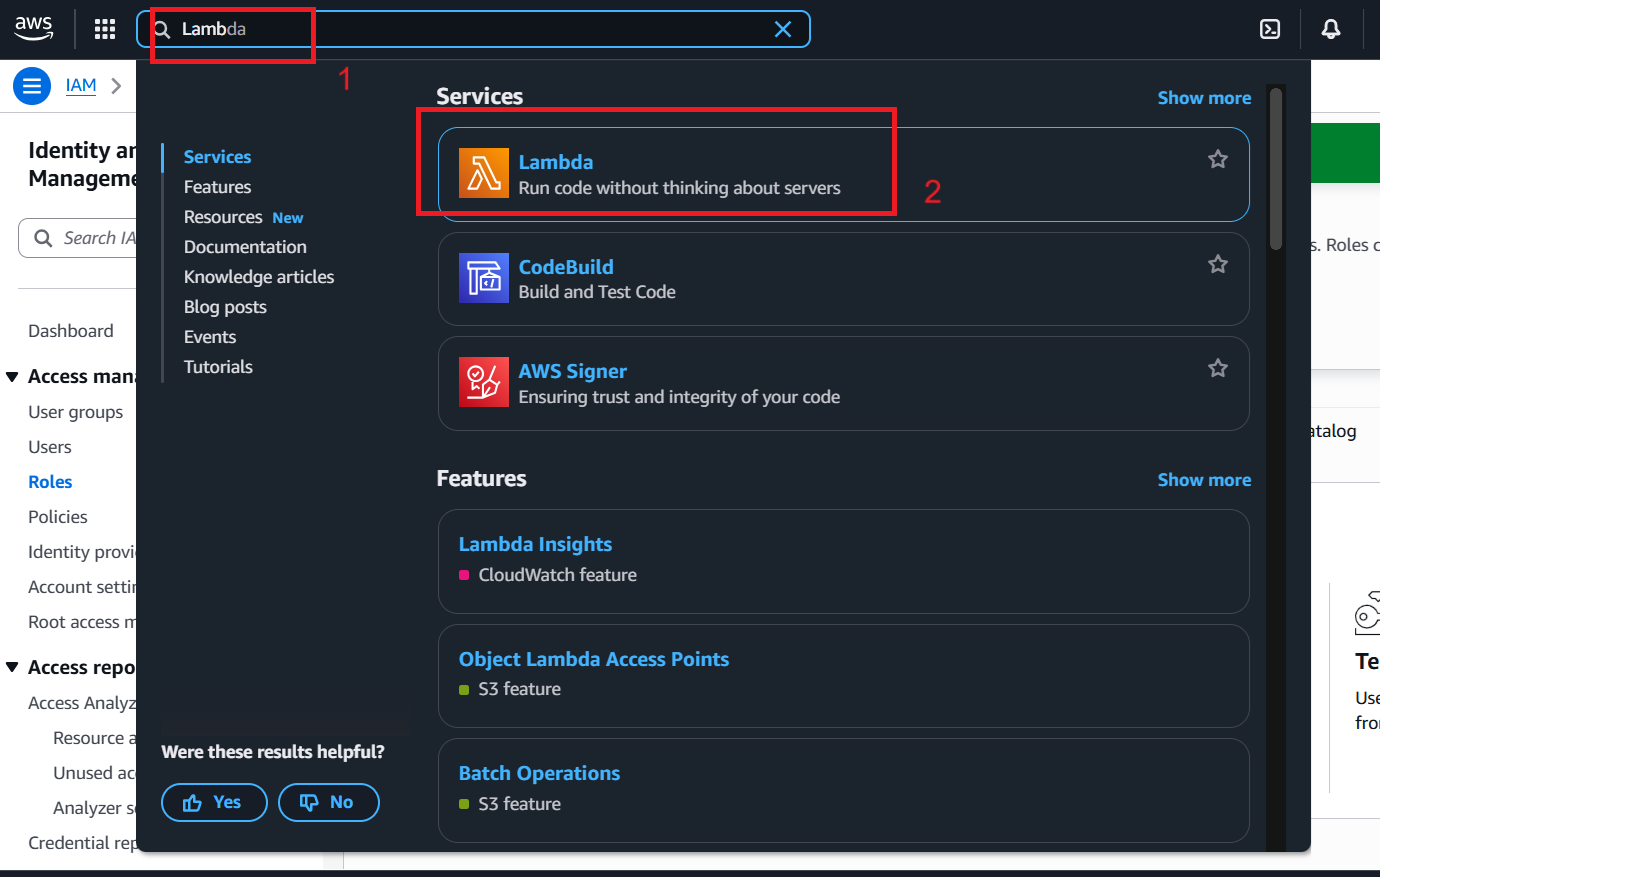 aws
Lambda
1
IAM
Services
Show more
Identity an
Manageme
Search IA
Dashboard
Access mana
User groups
Users
Roles
Policies
Identity provi
Account settin
Root access m
Access repo
Access Analyz
Resource a
Unused acc
Analyzer s
Credential rep
Services
Features
Resources New
Documentation
Knowledge articles
Blog posts
Events
Tutorials
Were these results helpful?
Yes
No
Lambda
Run code without thinking about servers
2
CodeBuild
Build and Test Code
AWS Signer
Ensuring trust and integrity of your code
Features
Show more
Lambda Insights
CloudWatch feature
Object Lambda Access Points
S3 feature
Batch Operations
S3 feature
s. Roles c
atalog
Te
Use
fro